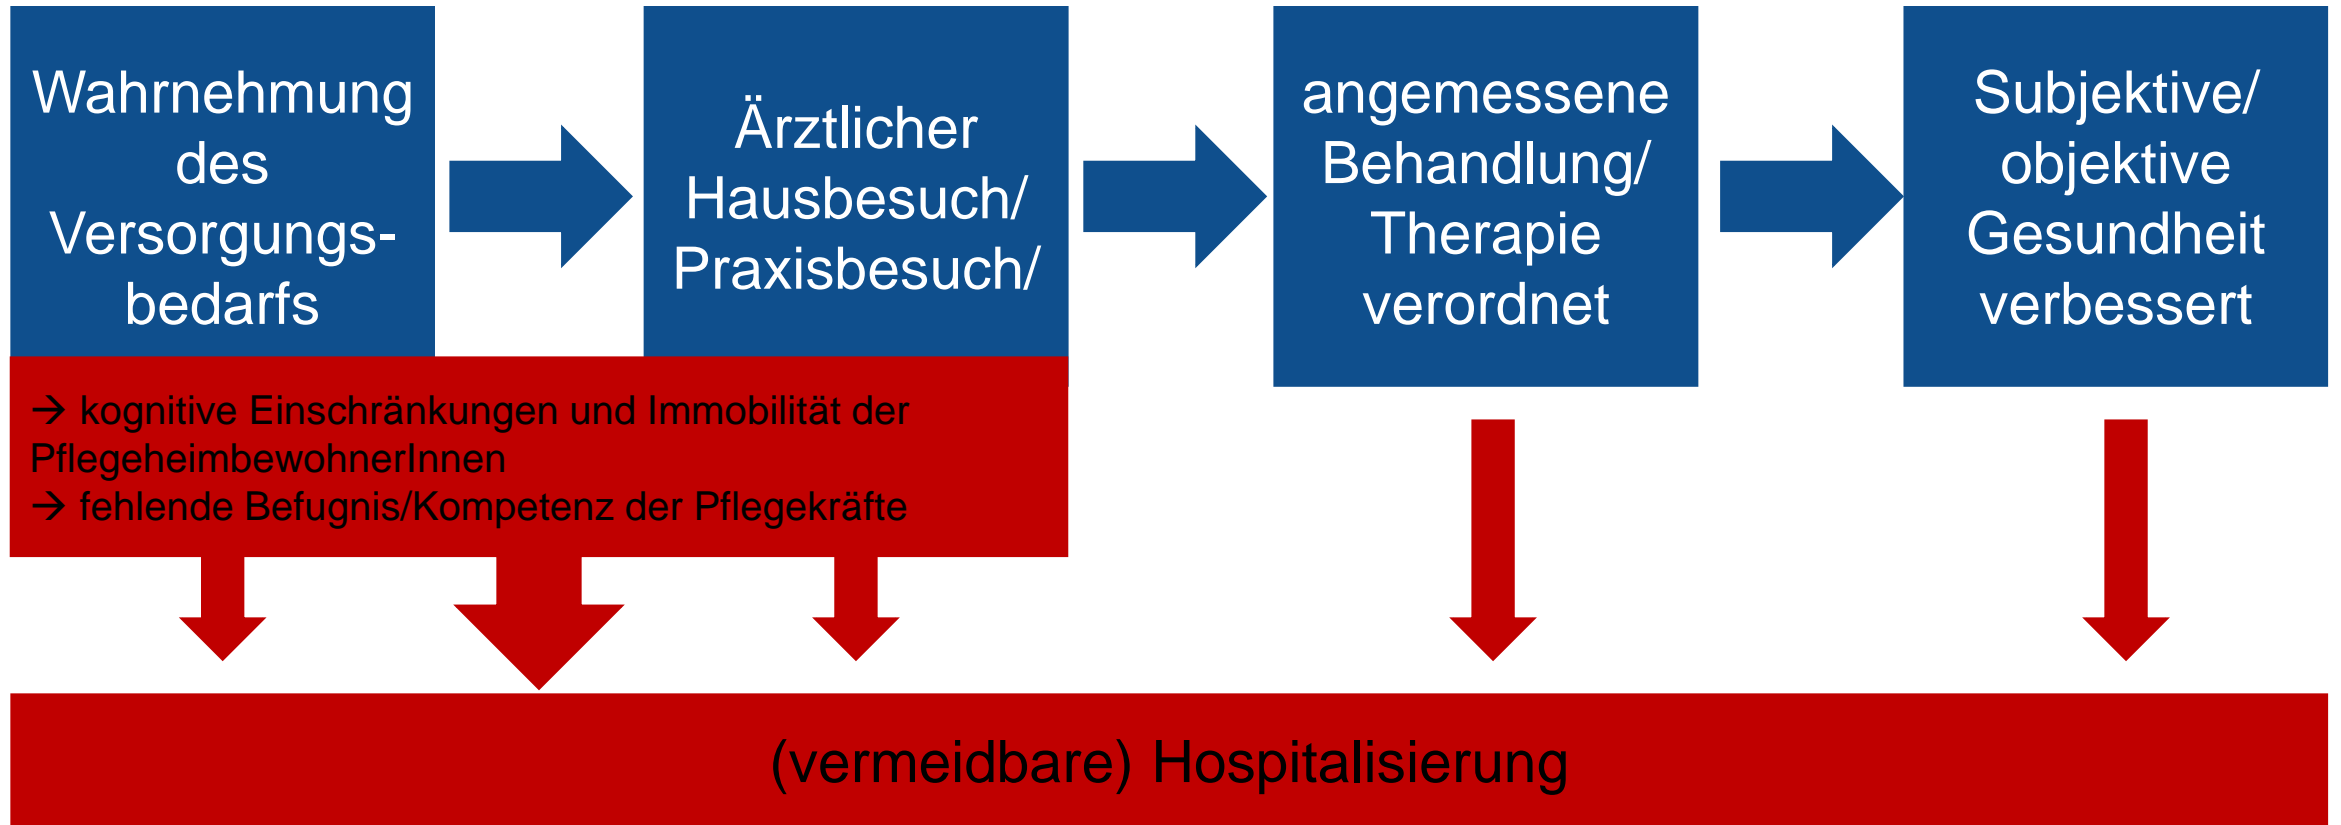 Wahrnehmung
des
Versorgungs-
bedarfs
Ärztlicher
Hausbesuch/
Praxisbesuch/
angemessene
Behandlung/
Therapie
verordnet
Subjektive/
objektive
Gesundheit
verbessert
→ kognitive Einschränkungen und Immobilität der
PflegeheimbewohnerInnen
→ fehlende Befugnis/Kompetenz der Pflegekräfte
(vermeidbare) Hospitalisierung